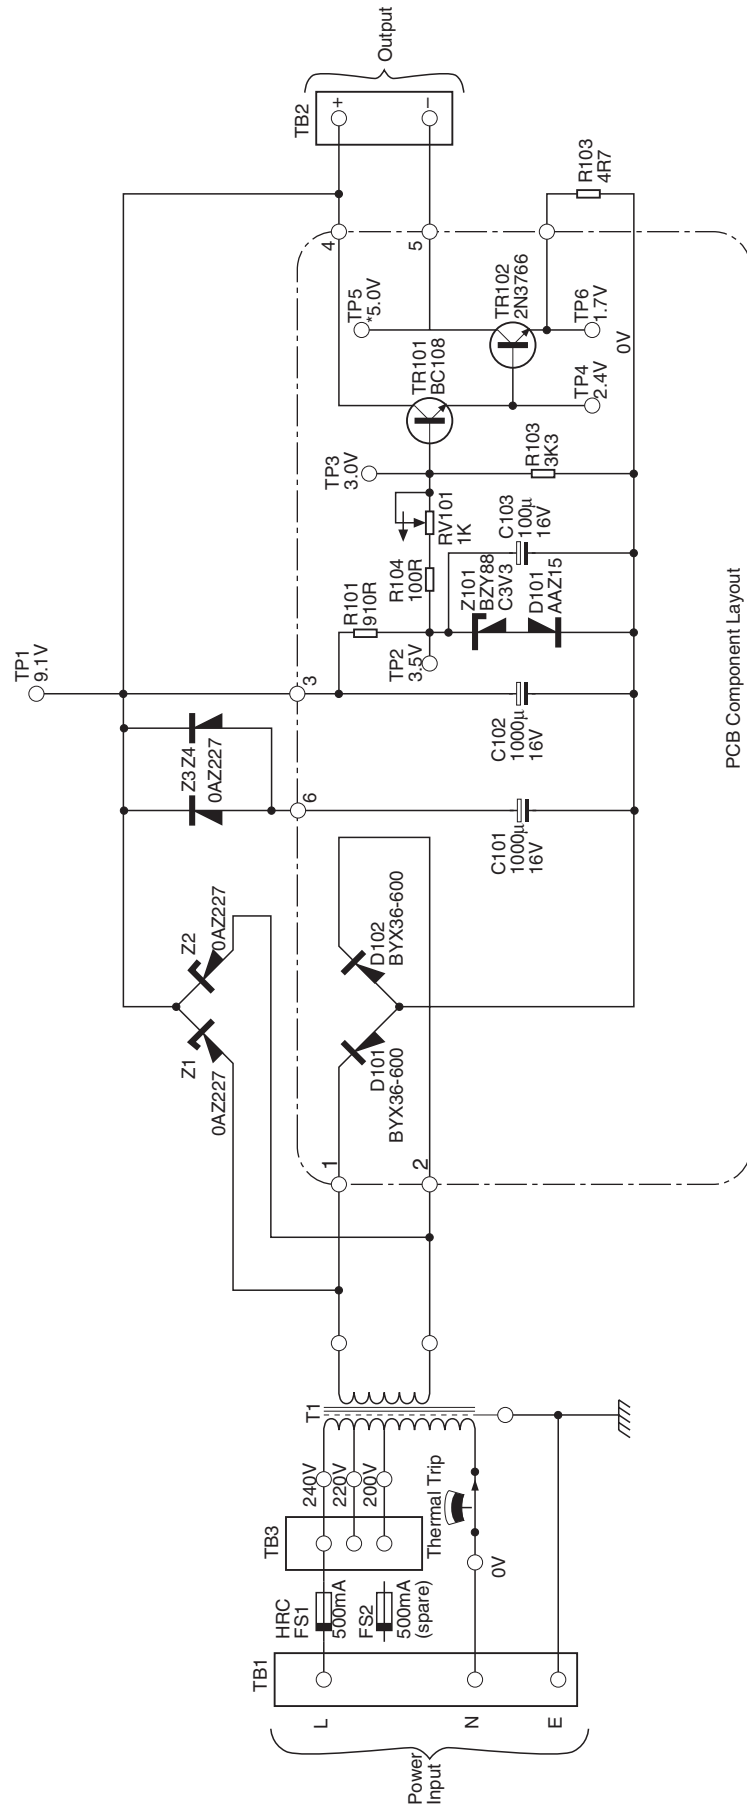 Power
Input
TB1
L
N
E
HRC
FS1
500mA
FS2
500mA
(spare)
0V
TB3
240V
220V
200V
Thermal Trip
T1
1
2
Z1
0AZ227
Z2
0AZ227
D101
BYX36-600
D102
BYX36-600
Z3 Z4
0AZ227
6
C101
1000µ
16V
TP1
9.1V
3
C102
1000µ
16V
R101
910R
TP2
3.5V
R104
100R
RV101
1K
Z101
BZY88
C3V3
D101
AAZ15
C103
100µ
16V
TP3
3.0V
R103
3K3
TR101
BC108
TP4
2.4V
TP5
*5.0V
TR102
2N3766
TP6
1.7V
0V
4
5
R103
4R7
TB2
+
−
Output
PCB Component Layout